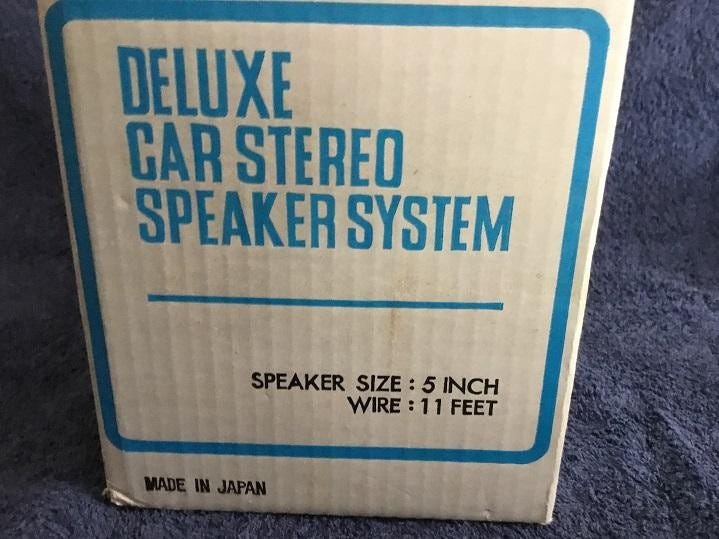 DELUXE
CAR STEREO
SPEAKER SYSTEM
SPEAKER SIZE : 5 INCH
WIRE : 11 FEET
MADE IN JAPAN